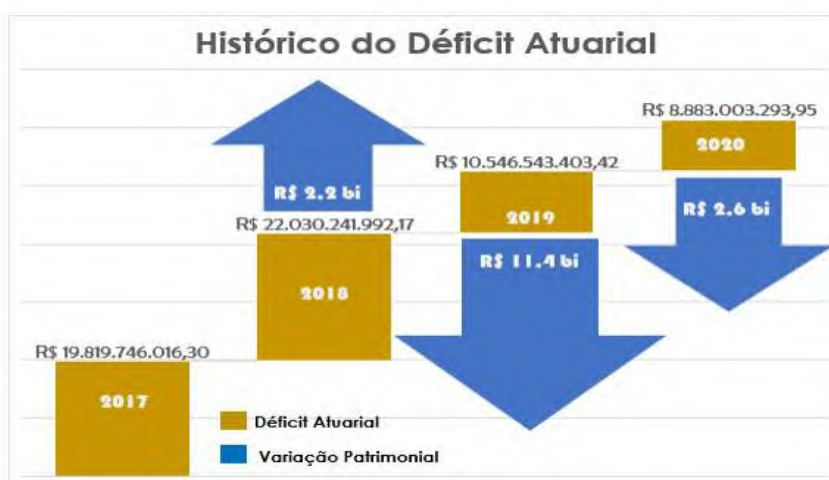 Histórico do Déficit Atuarial
R$ 8.883.003.293,95
2020
R$ 10.546.543.403,42
R$ 2.2 bi
R$ 2.6 bi
2019
R$ 22.030.241.992,17
R$ 11.4 bi
2018
R$ 19.819.746.016,30
2017
Déficit Atuarial
Variação Patrimonial